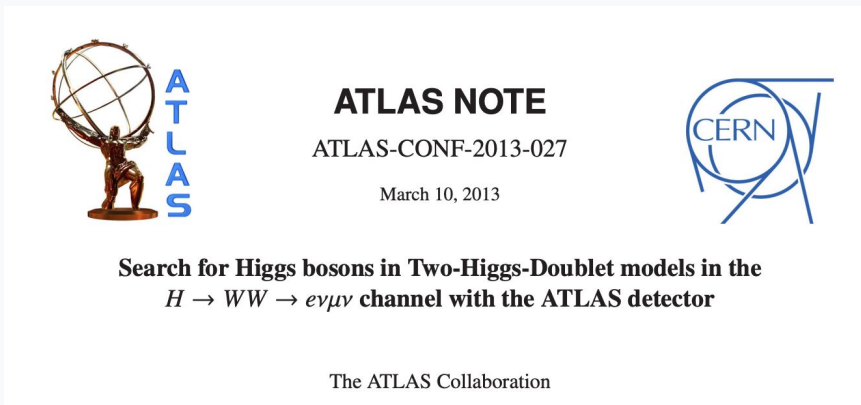 ATLAS
ATLAS NOTE
ATLAS-CONF-2013-027
March 10, 2013
CERN
Search for Higgs bosons in Two-Higgs-Doublet models in the
H → WW → eνμν channel with the ATLAS detector
The ATLAS Collaboration